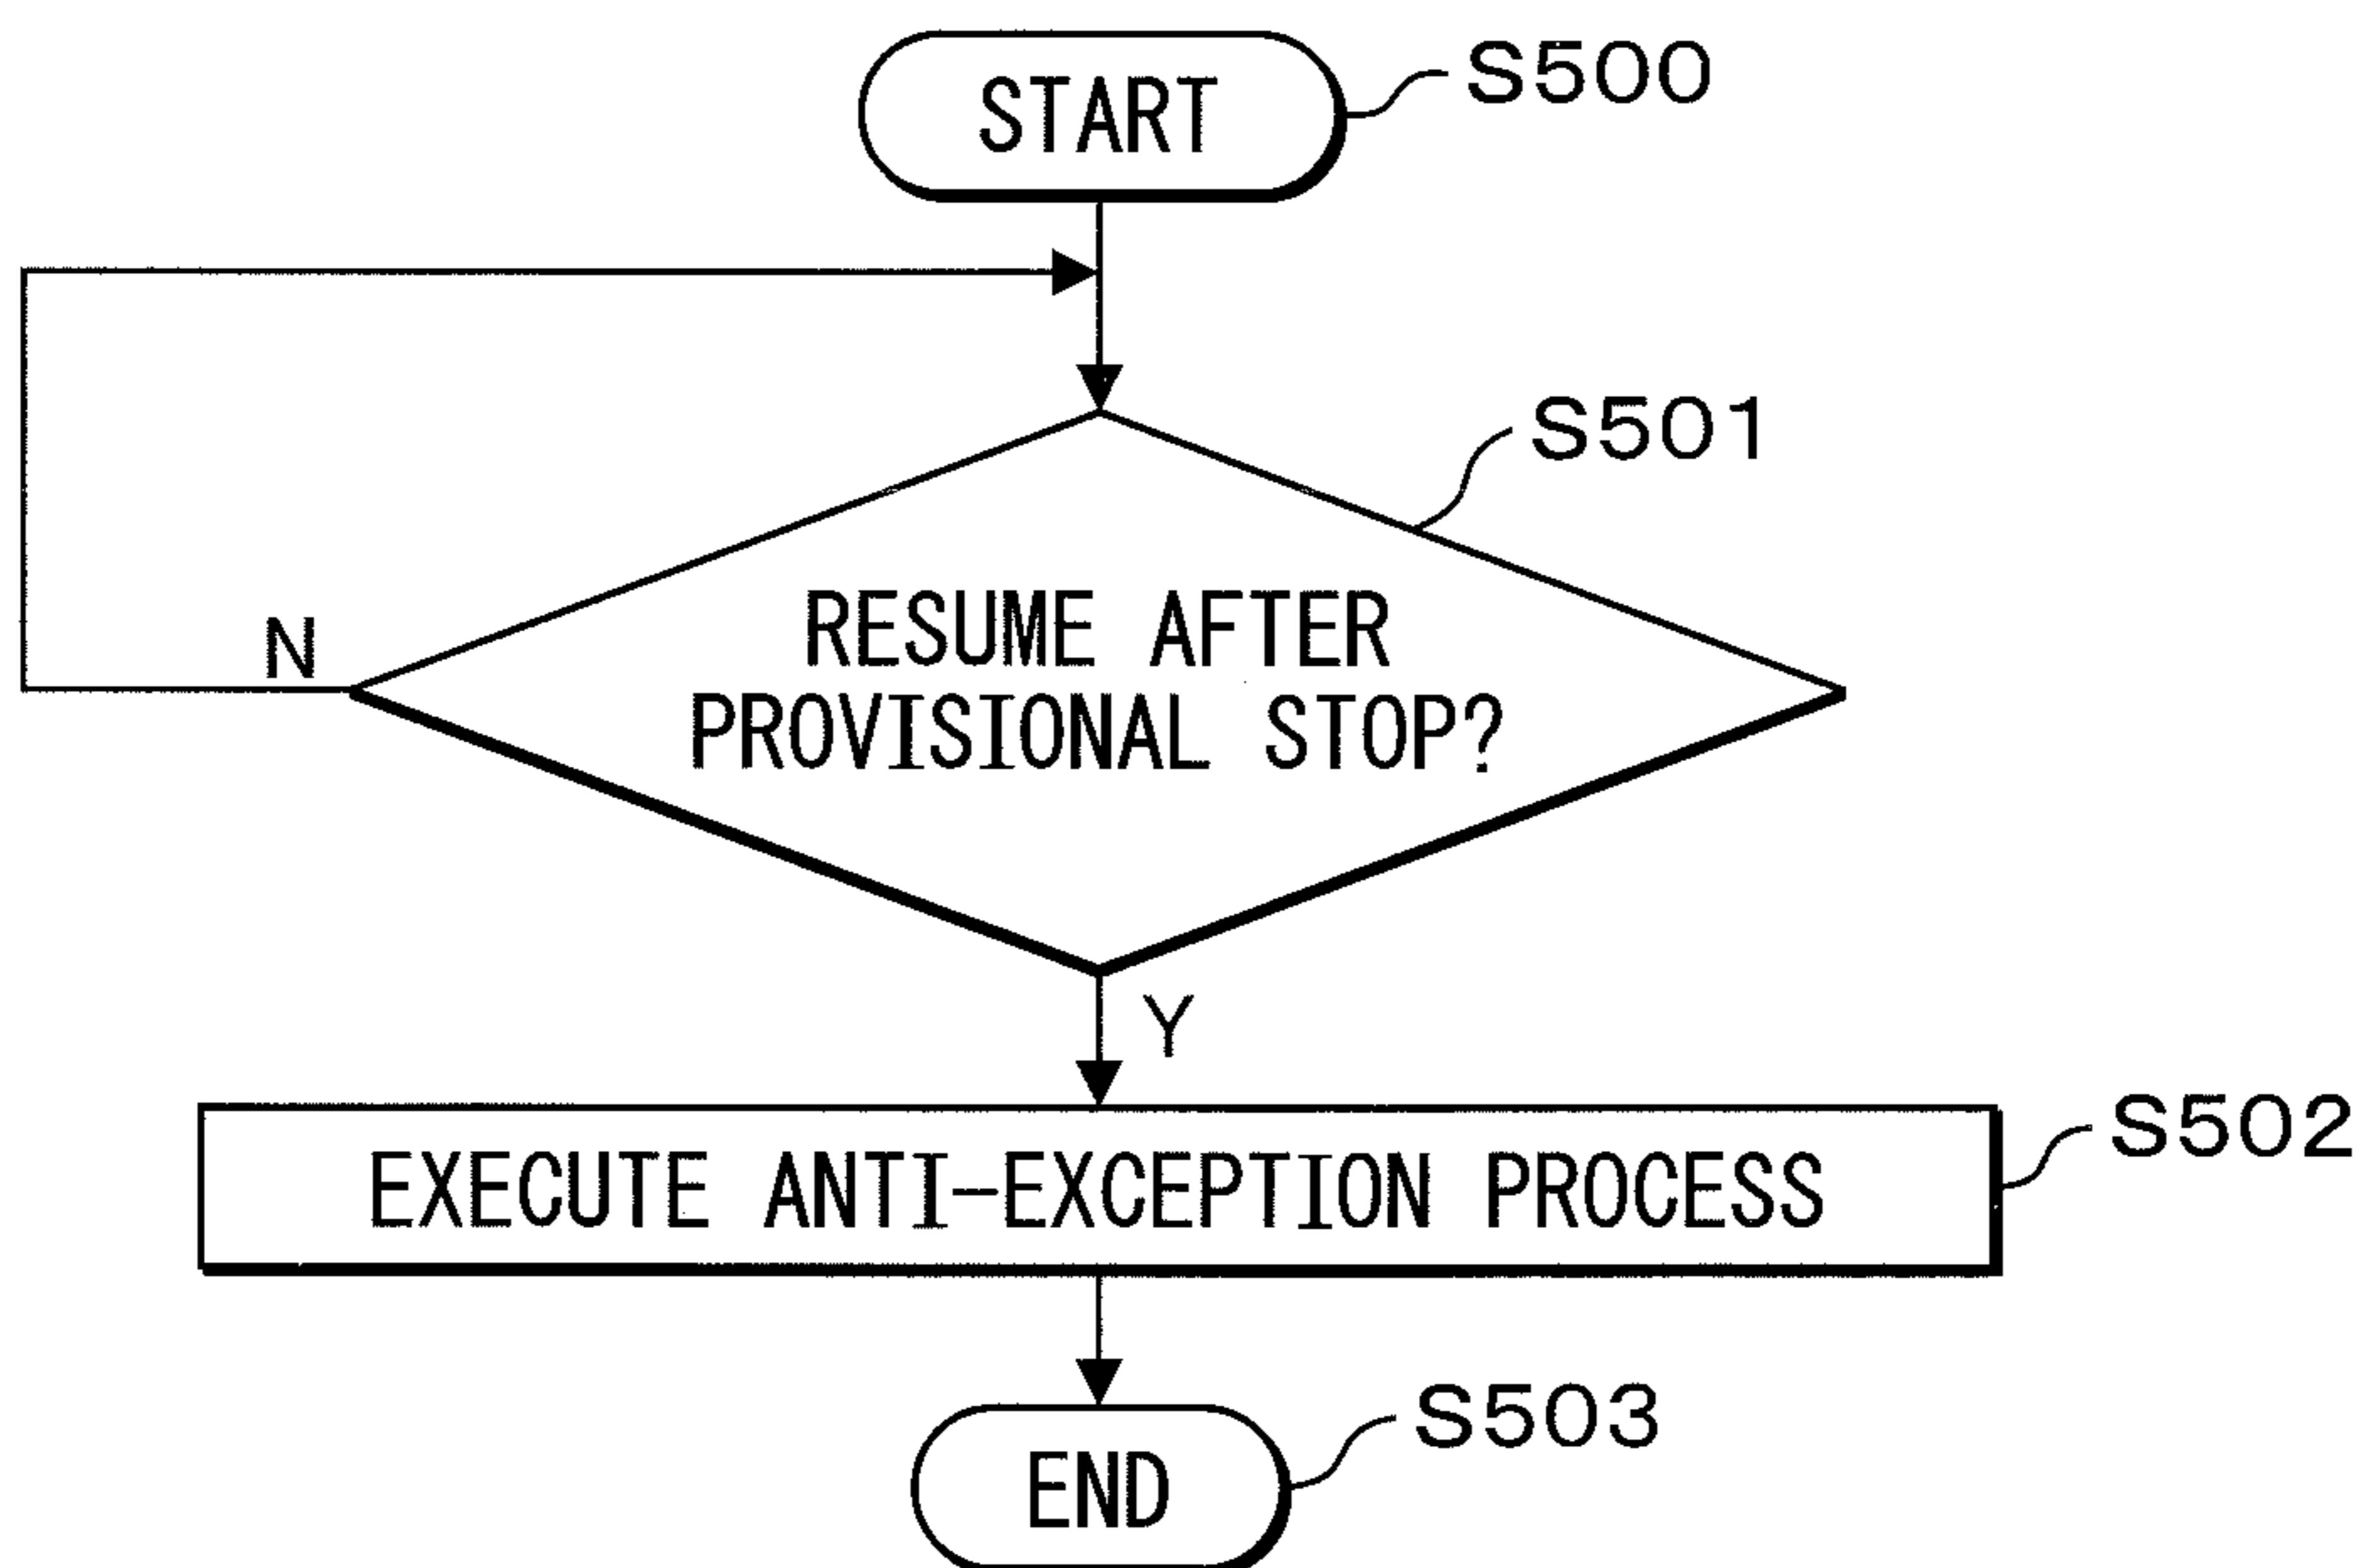 START
S500
S501
RESUME AFTER
PROVISIONAL STOP?
N
Y
EXECUTE ANTI-EXCEPTION PROCESS
S502
END
S503